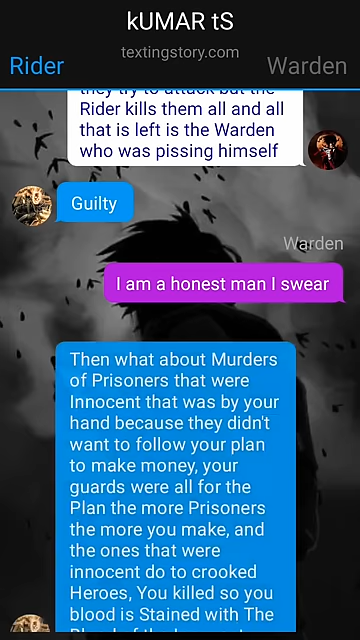 kUMAR tS
textingstory.com
Rider
Warden
they try to attack but the
Rider kills them all and all
that is left is the Warden
who was pissing himself
Guilty
Warden
I am a honest man I swear
Then what about Murders
of Prisoners that were
Innocent that was by your
hand because they didn't
want to follow your plan
to make money, your
guards were all for the
Plan the more Prisoners
the more you make, and
the ones that were
innocent do to crooked
Heroes, You killed so you
blood is Stained with The